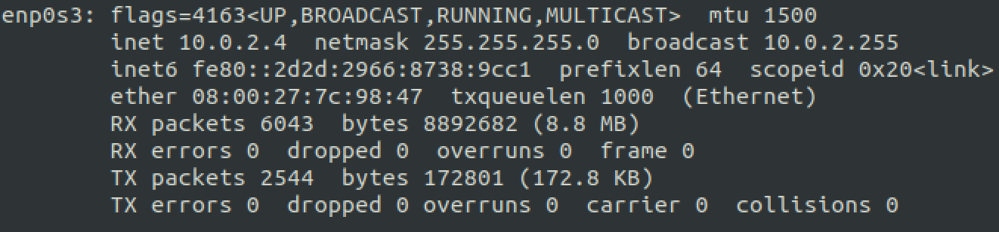 enp0s3: flags=4163<UP,BROADCAST,RUNNING,MULTICAST>  mtu 1500
        inet 10.0.2.4  netmask 255.255.255.0  broadcast 10.0.2.255
        inet6 fe80::2d2d:2966:8738:9cc1  prefixlen 64  scopeid 0x20<link>
        ether 08:00:27:7c:98:47  txqueuelen 1000  (Ethernet)
        RX packets 6043  bytes 8892682 (8.8 MB)
        RX errors 0  dropped 0  overruns 0  frame 0
        TX packets 2544  bytes 172801 (172.8 KB)
        TX errors 0  dropped 0 overruns 0  carrier 0  collisions 0